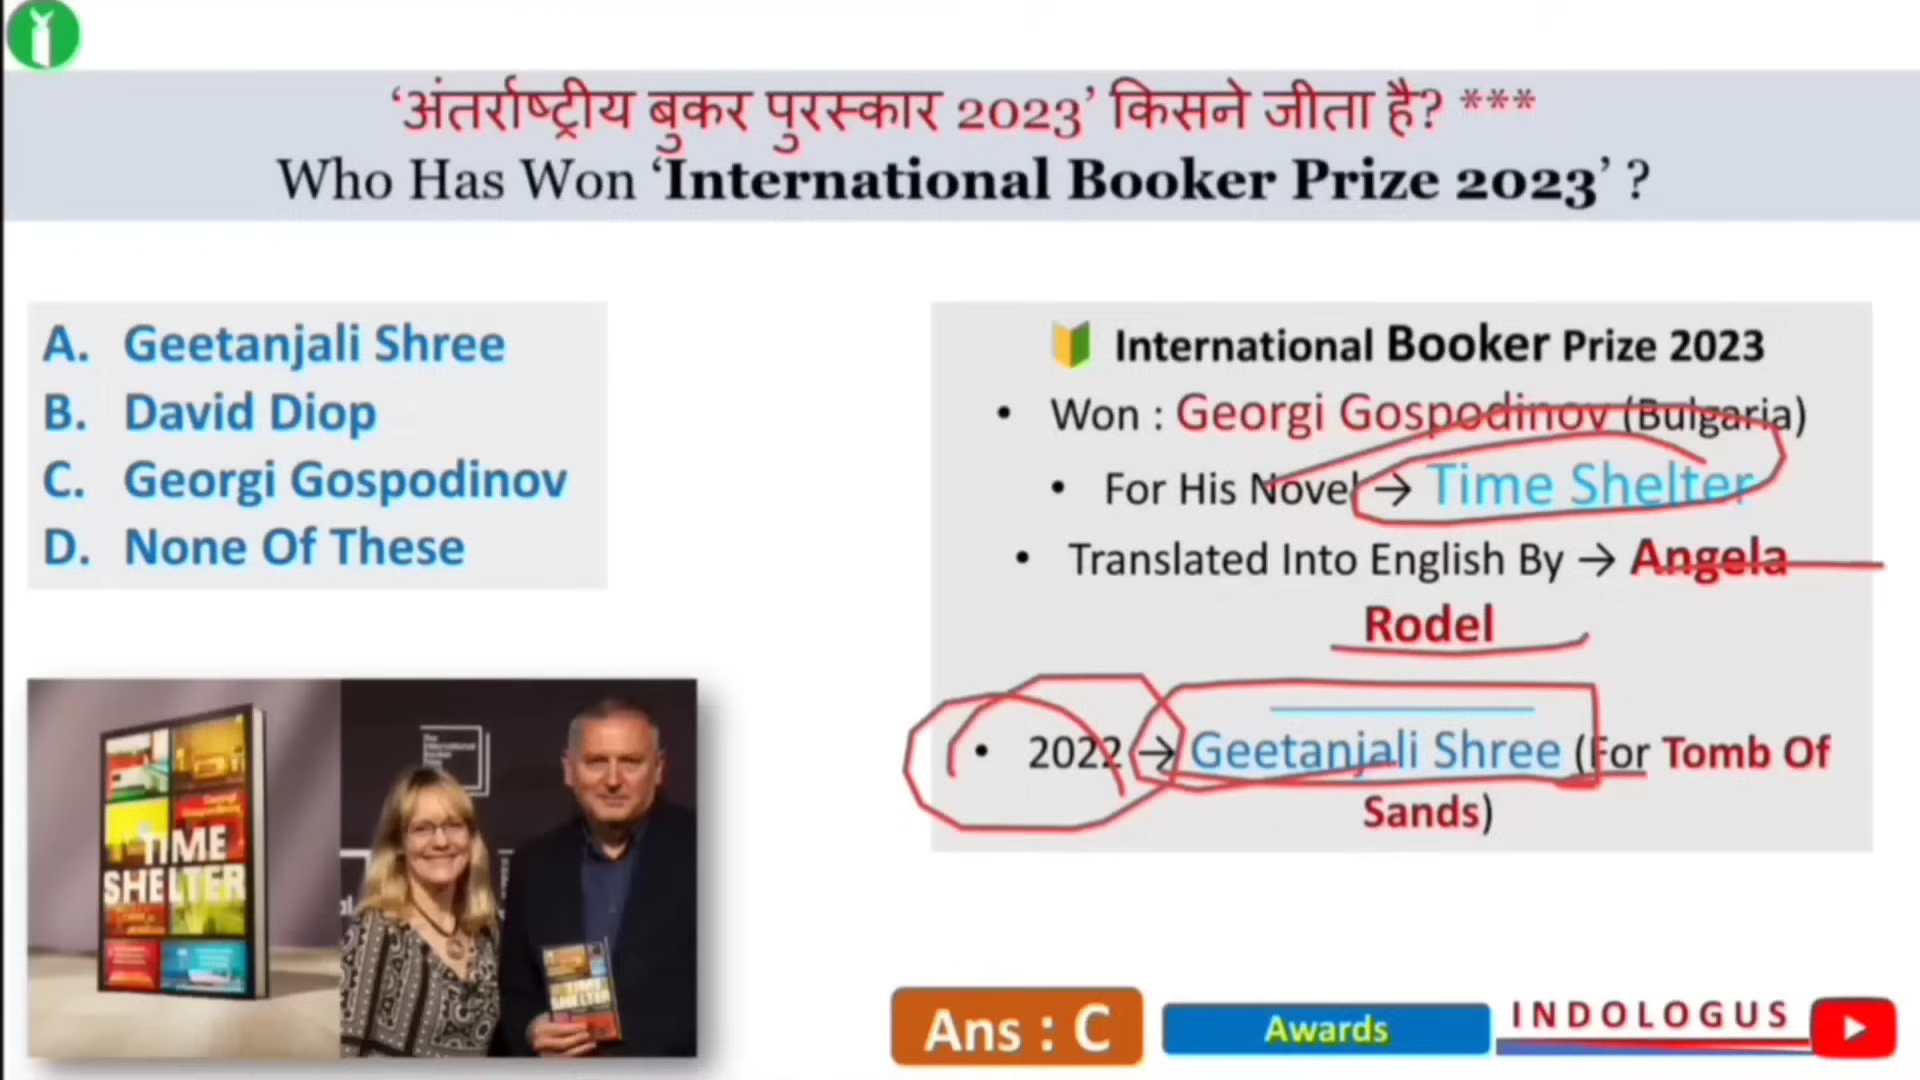 ‘अंतर्राष्ट्रीय बुकर पुरस्कार 2023’ किसने जीता है? ***
Who Has Won ‘International Booker Prize 2023’ ?
A. Geetanjali Shree
B. David Diop
C. Georgi Gospodinov
D. None Of These
International Booker Prize 2023
• Won : Georgi Gospodinov (Bulgaria)
• For His Novel → Time Shelter
• Translated Into English By → Angela
Rodel
• 2022 → Geetanjali Shree (For Tomb Of
Sands)
TIME
SHELTER
TIME
SHELTER
Ans : C
Awards
INDOLOGUS